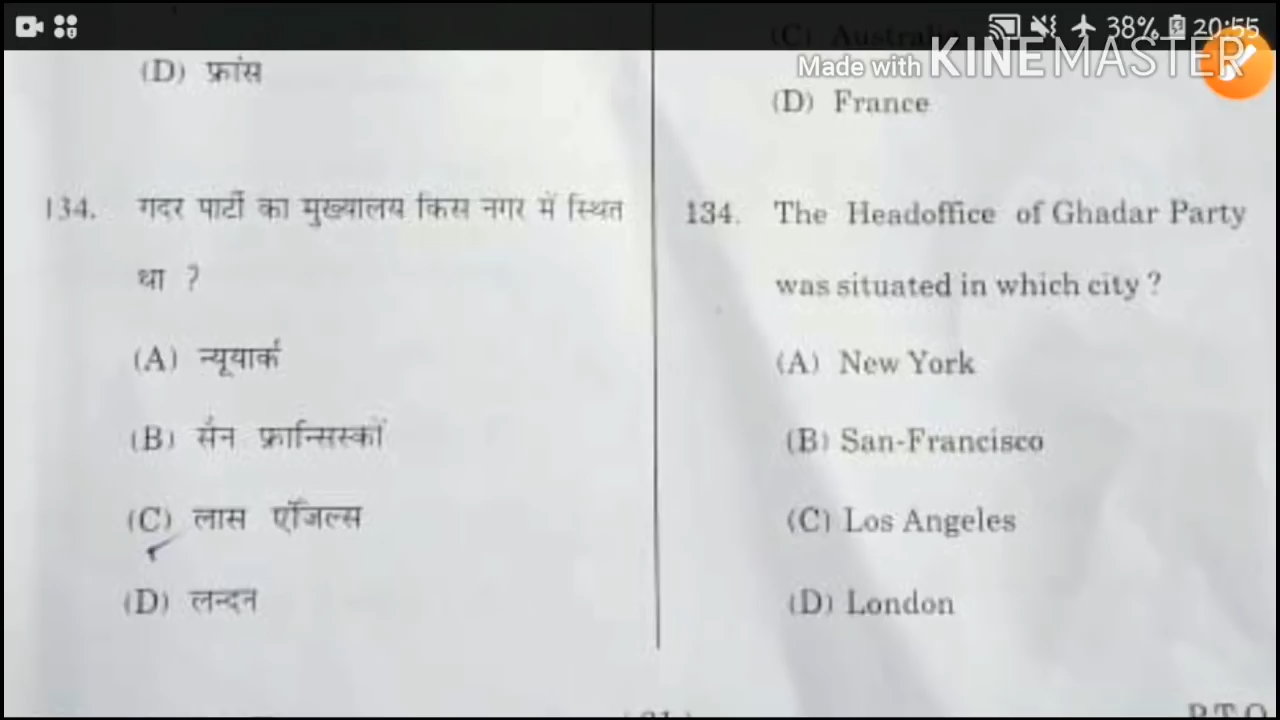 38% 20:55
Made with KINEMASTER
(D) फ्रांस
134. गदर पार्टी का मुख्यालय किस नगर में स्थित
था ?
(A) न्यूयार्क
(B) सैन फ्रान्सिस्कों
(C) लास एंजिल्स
(D) लन्दन
(C) Australia
(D) France
134. The Headoffice of Ghadar Party
was situated in which city ?
(A) New York
(B) San-Francisco
(C) Los Angeles
(D) London
P.T.O.